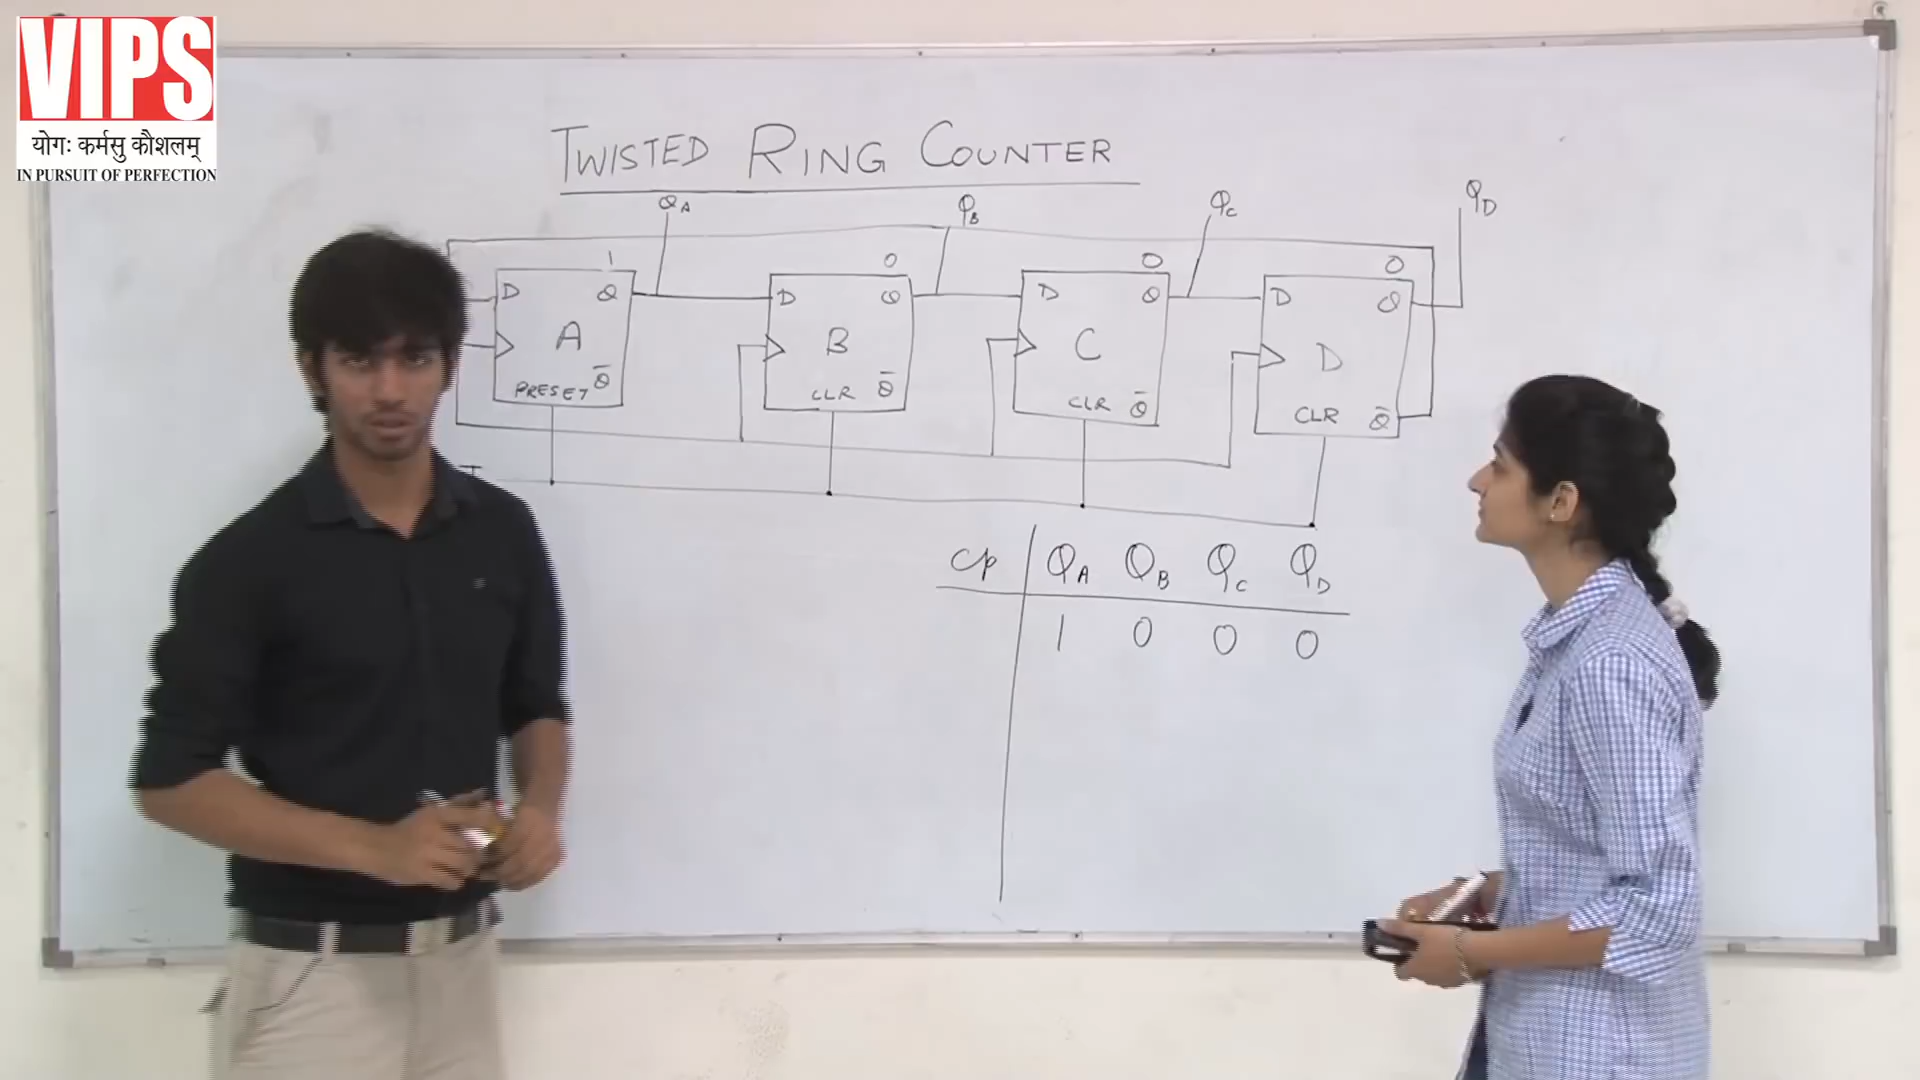 VIPS
योगः कर्मसु कौशलम्
IN PURSUIT OF PERFECTION
TWISTED RING COUNTER
QA QB QC QD
1 0 0 0
D Q D Q D Q D Q
A B C D
PRESET Q̅ CLR Q̅ CLR Q̅ CLR Q̅
CP QA QB QC QD
1 0 0 0